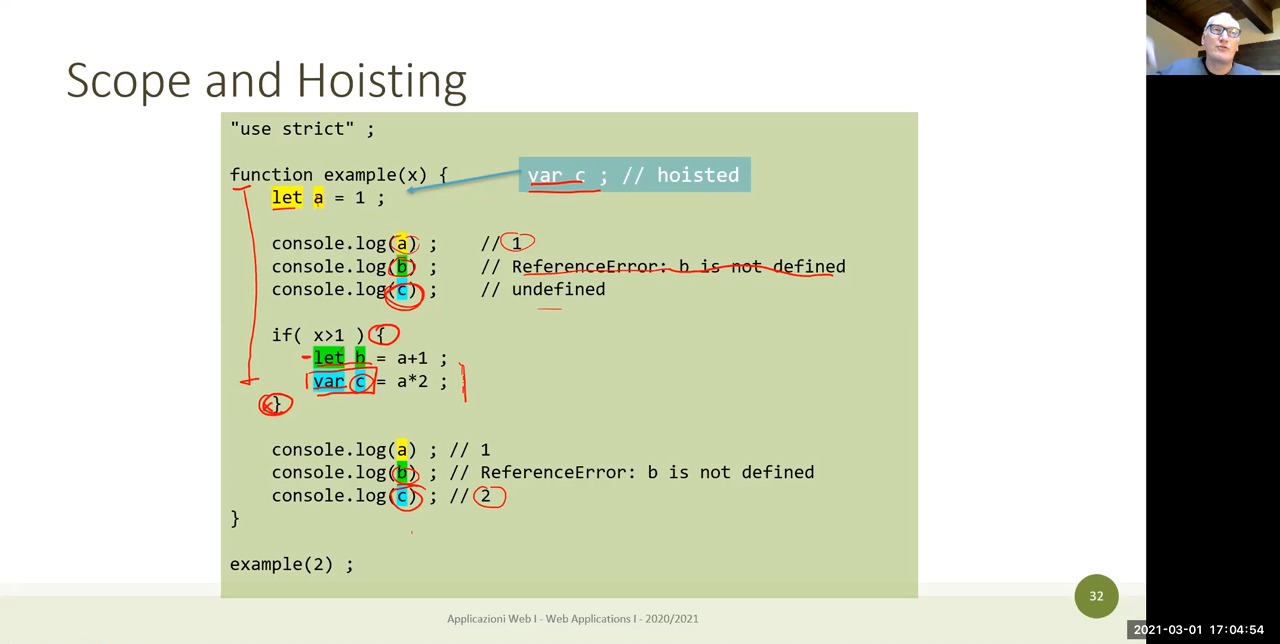 Scope and Hoisting
"use strict" ;
function example(x) {
var c ; // hoisted
let a = 1 ;
console.log(a) ; // 1
console.log(b) ; // ReferenceError: b is not defined
console.log(c) ; // undefined
if( x>1 ) {
let b = a+1 ;
var c = a*2 ;
}
console.log(a) ; // 1
console.log(b) ; // ReferenceError: b is not defined
console.log(c) ; // 2
}
example(2) ;
32
Applicazioni Web I - Web Applications I - 2020/2021
2021-03-01 17:04:54